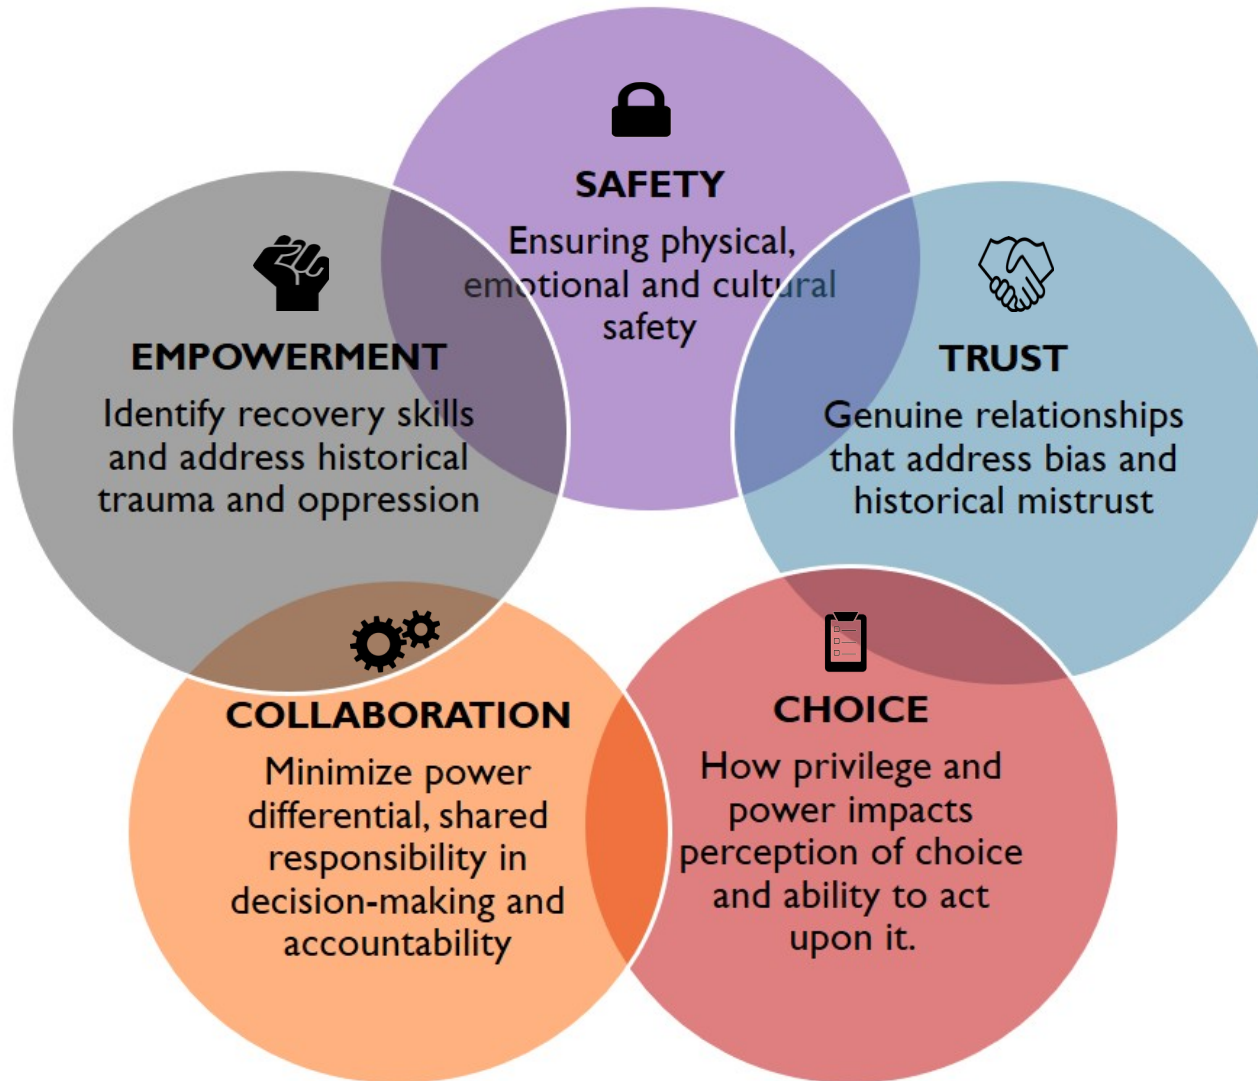 SAFETY
Ensuring physical,
emotional and cultural
safety
TRUST
Genuine relationships
that address bias and
historical mistrust
CHOICE
How privilege and
power impacts
perception of choice
and ability to act
upon it.
COLLABORATION
Minimize power
differential, shared
responsibility in
decision-making and
accountability
EMPOWERMENT
Identify recovery skills
and address historical
trauma and oppression